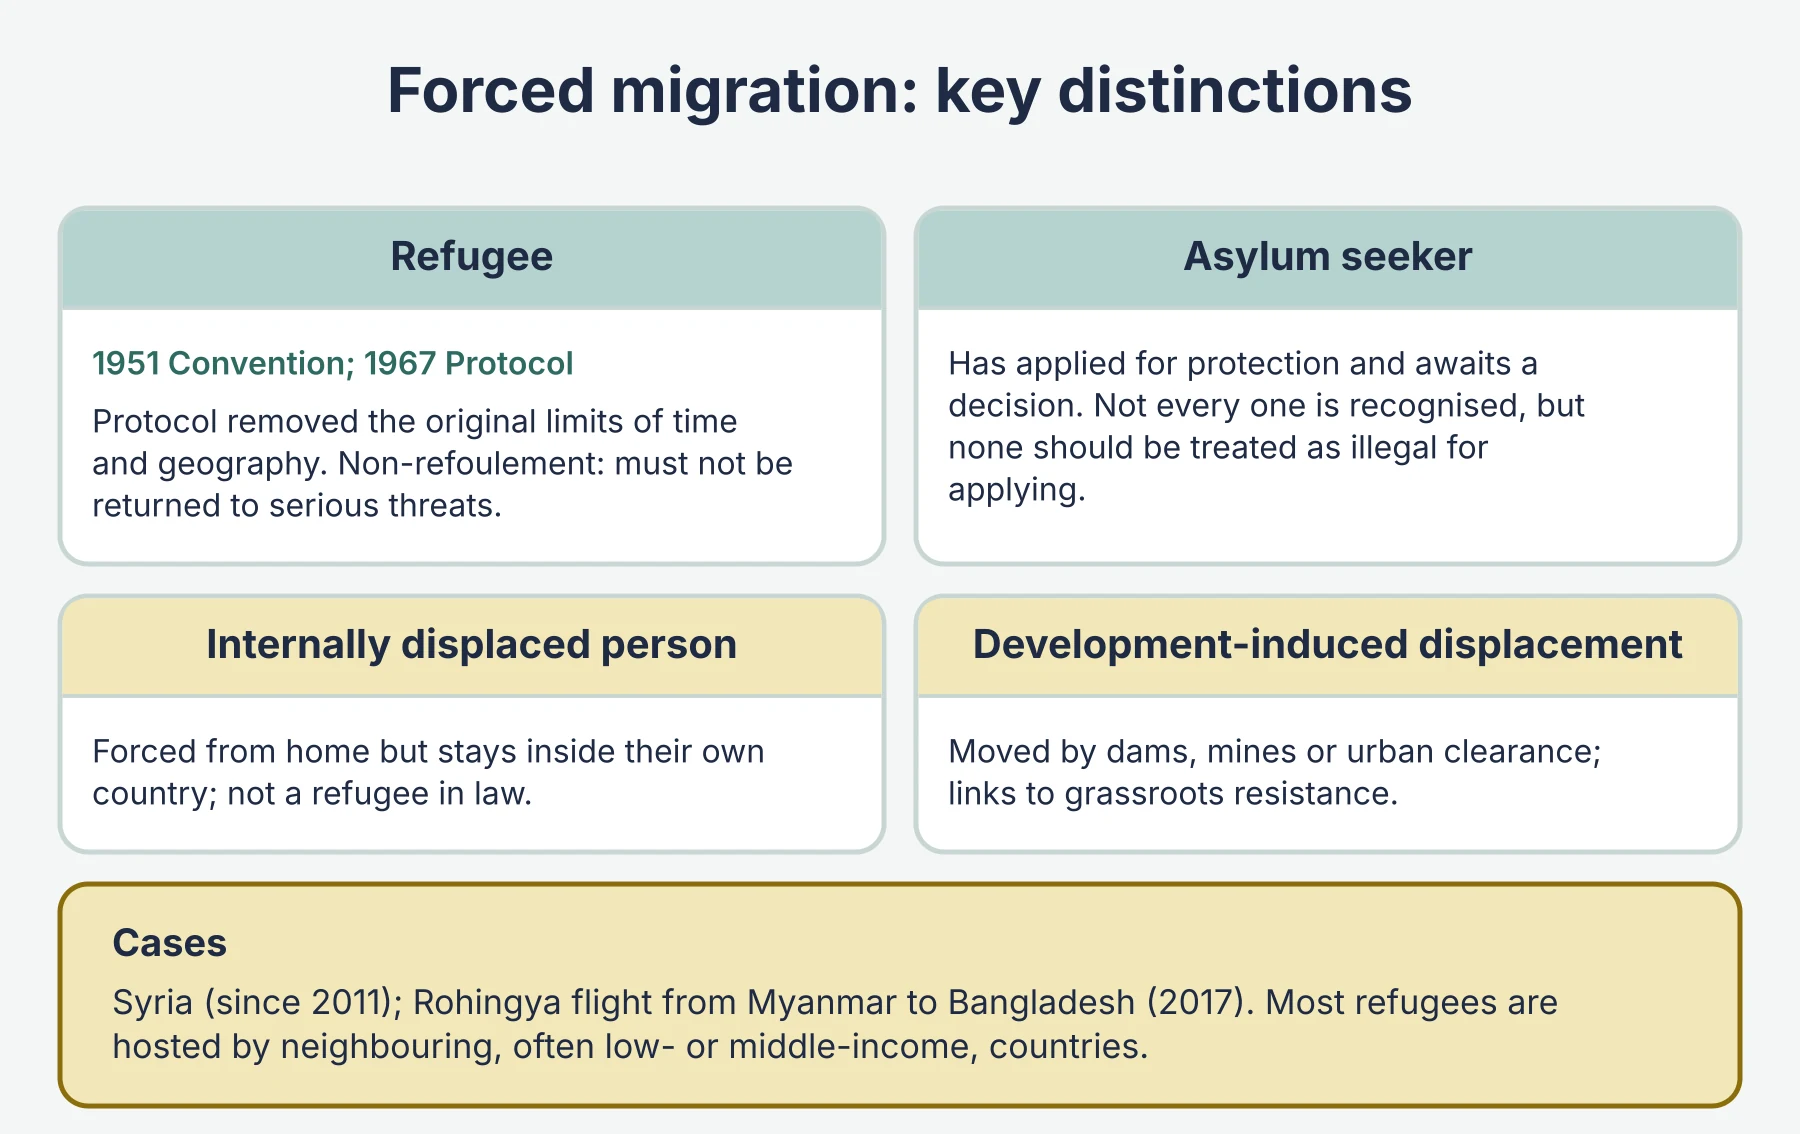 Forced migration: key distinctions
Refugee
1951 Convention; 1967 Protocol
Protocol removed the original limits of time
and geography. Non-refoulement: must not be
returned to serious threats.
Asylum seeker
Has applied for protection and awaits a
decision. Not every one is recognised, but
none should be treated as illegal for
applying.
Internally displaced person
Forced from home but stays inside their own
country; not a refugee in law.
Development-induced displacement
Moved by dams, mines or urban clearance;
links to grassroots resistance.
Cases
Syria (since 2011); Rohingya flight from Myanmar to Bangladesh (2017). Most refugees are
hosted by neighbouring, often low- or middle-income, countries.